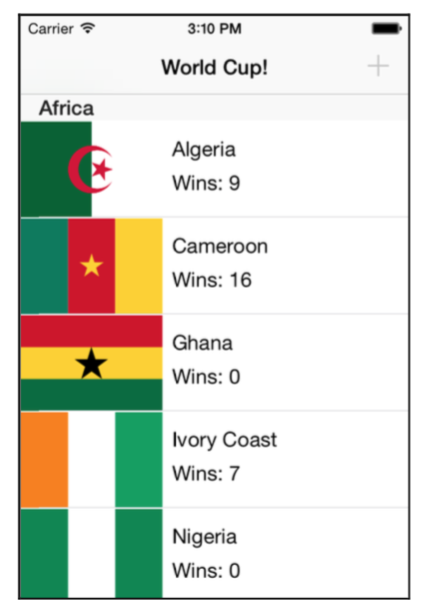 Carrier 3:10 PM
World Cup! +
Africa
Algeria
Wins: 9
Cameroon
Wins: 16
Ghana
Wins: 0
Ivory Coast
Wins: 7
Nigeria
Wins: 0